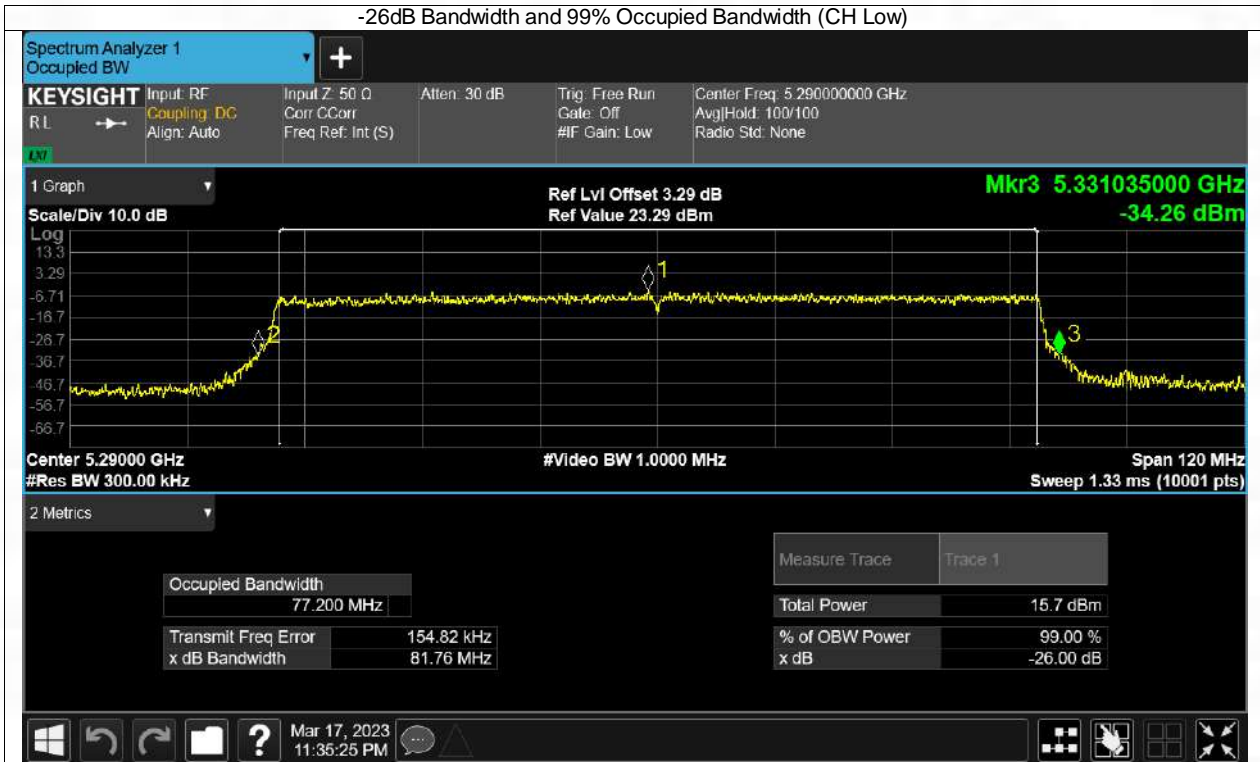 -26dB Bandwidth and 99% Occupied Bandwidth (CH Low)
Spectrum Analyzer 1
Occupied BW
+
KEYSIGHT
RL
LXI
Input: RF
Coupling: DC
Align: Auto
Input Z: 50 Ω
Corr CCorr
Freq Ref: Int (S)
Atten: 30 dB
Trig: Free Run
Gate: Off
#IF Gain: Low
Center Freq: 5.290000000 GHz
Avg|Hold: 100/100
Radio Std: None
1 Graph
Scale/Div 10.0 dB
Ref Lvl Offset 3.29 dB
Ref Value 23.29 dBm
Mkr3 5.331035000 GHz
-34.26 dBm
Log
13.3
3.29
-6.71
-16.7
-26.7
-36.7
-46.7
-56.7
-66.7
1
2
3
Center 5.29000 GHz
#Video BW 1.0000 MHz
Span 120 MHz
#Res BW 300.00 kHz
Sweep 1.33 ms (10001 pts)
2 Metrics
Occupied Bandwidth
77.200 MHz
Transmit Freq Error 154.82 kHz
x dB Bandwidth 81.76 MHz
Measure Trace Trace 1
Total Power 15.7 dBm
% of OBW Power 99.00 %
x dB -26.00 dB
?
Mar 17, 2023
11:35:25 PM